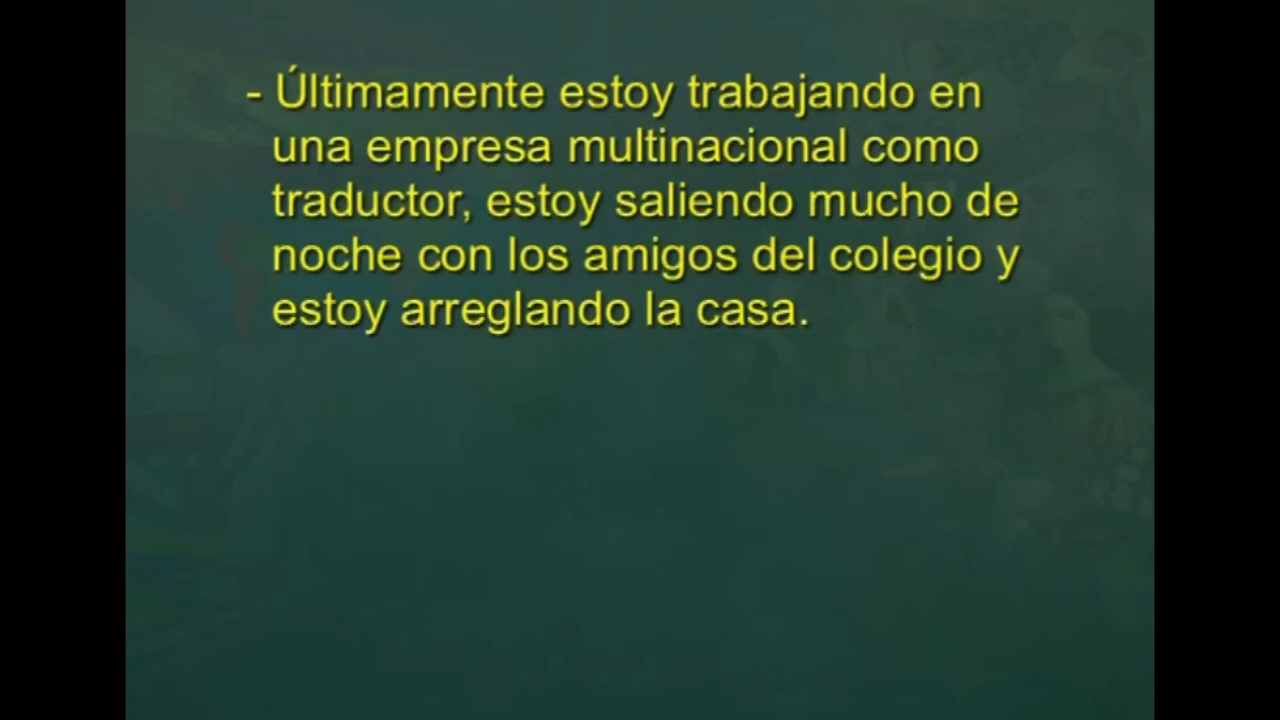 - Últimamente estoy trabajando en
una empresa multinacional como
traductor, estoy saliendo mucho de
noche con los amigos del colegio y
estoy arreglando la casa.